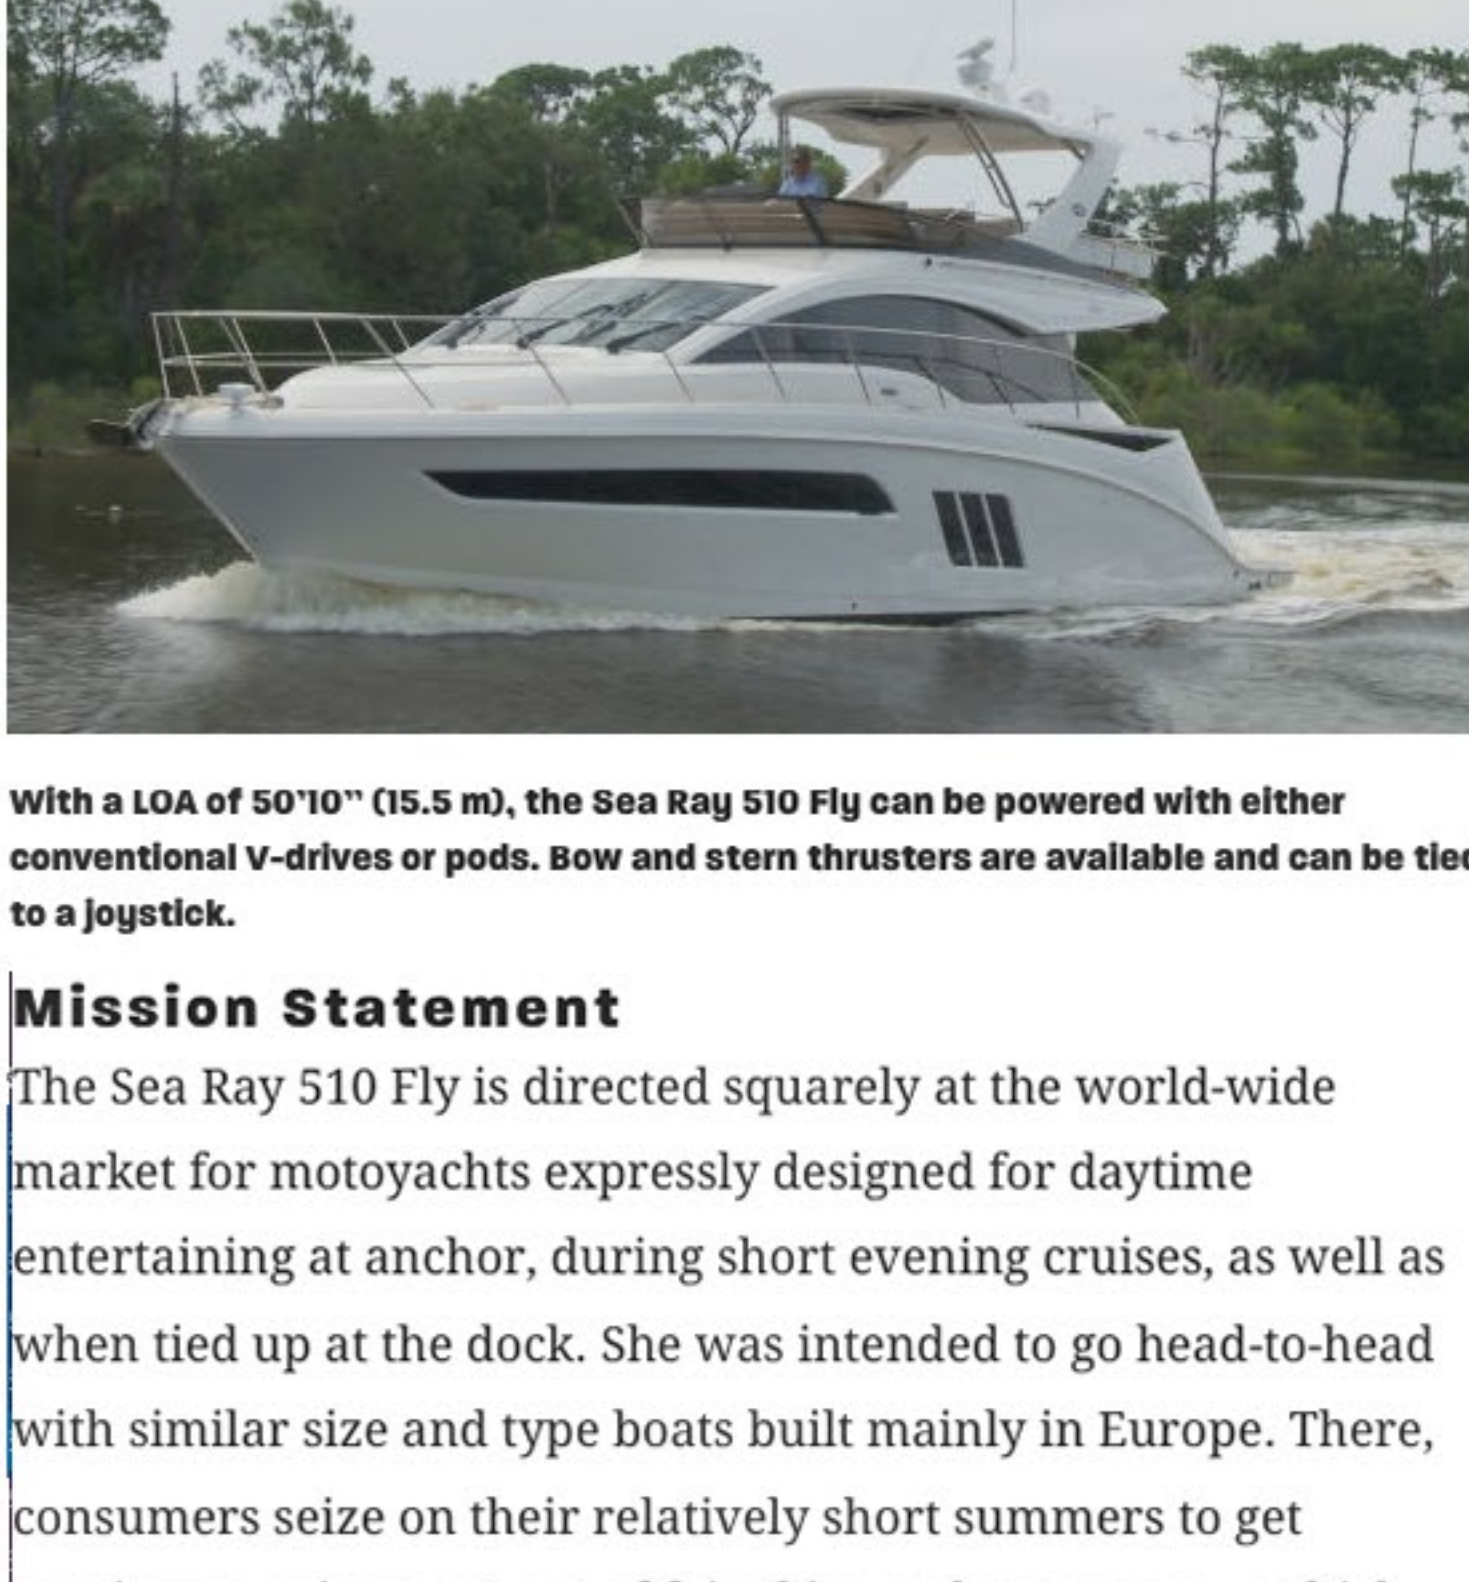 With a LOA of 50’10’’ (15.5 m), the Sea Ray 510 Fly can be powered with either
conventional V-drives or pods. Bow and stern thrusters are available and can be tied
to a joystick.
Mission Statement
The Sea Ray 510 Fly is directed squarely at the world-wide
market for motoyachts expressly designed for daytime
entertaining at anchor, during short evening cruises, as well as
when tied up at the dock. She was intended to go head-to-head
with similar size and type boats built mainly in Europe. There,
consumers seize on their relatively short summers to get